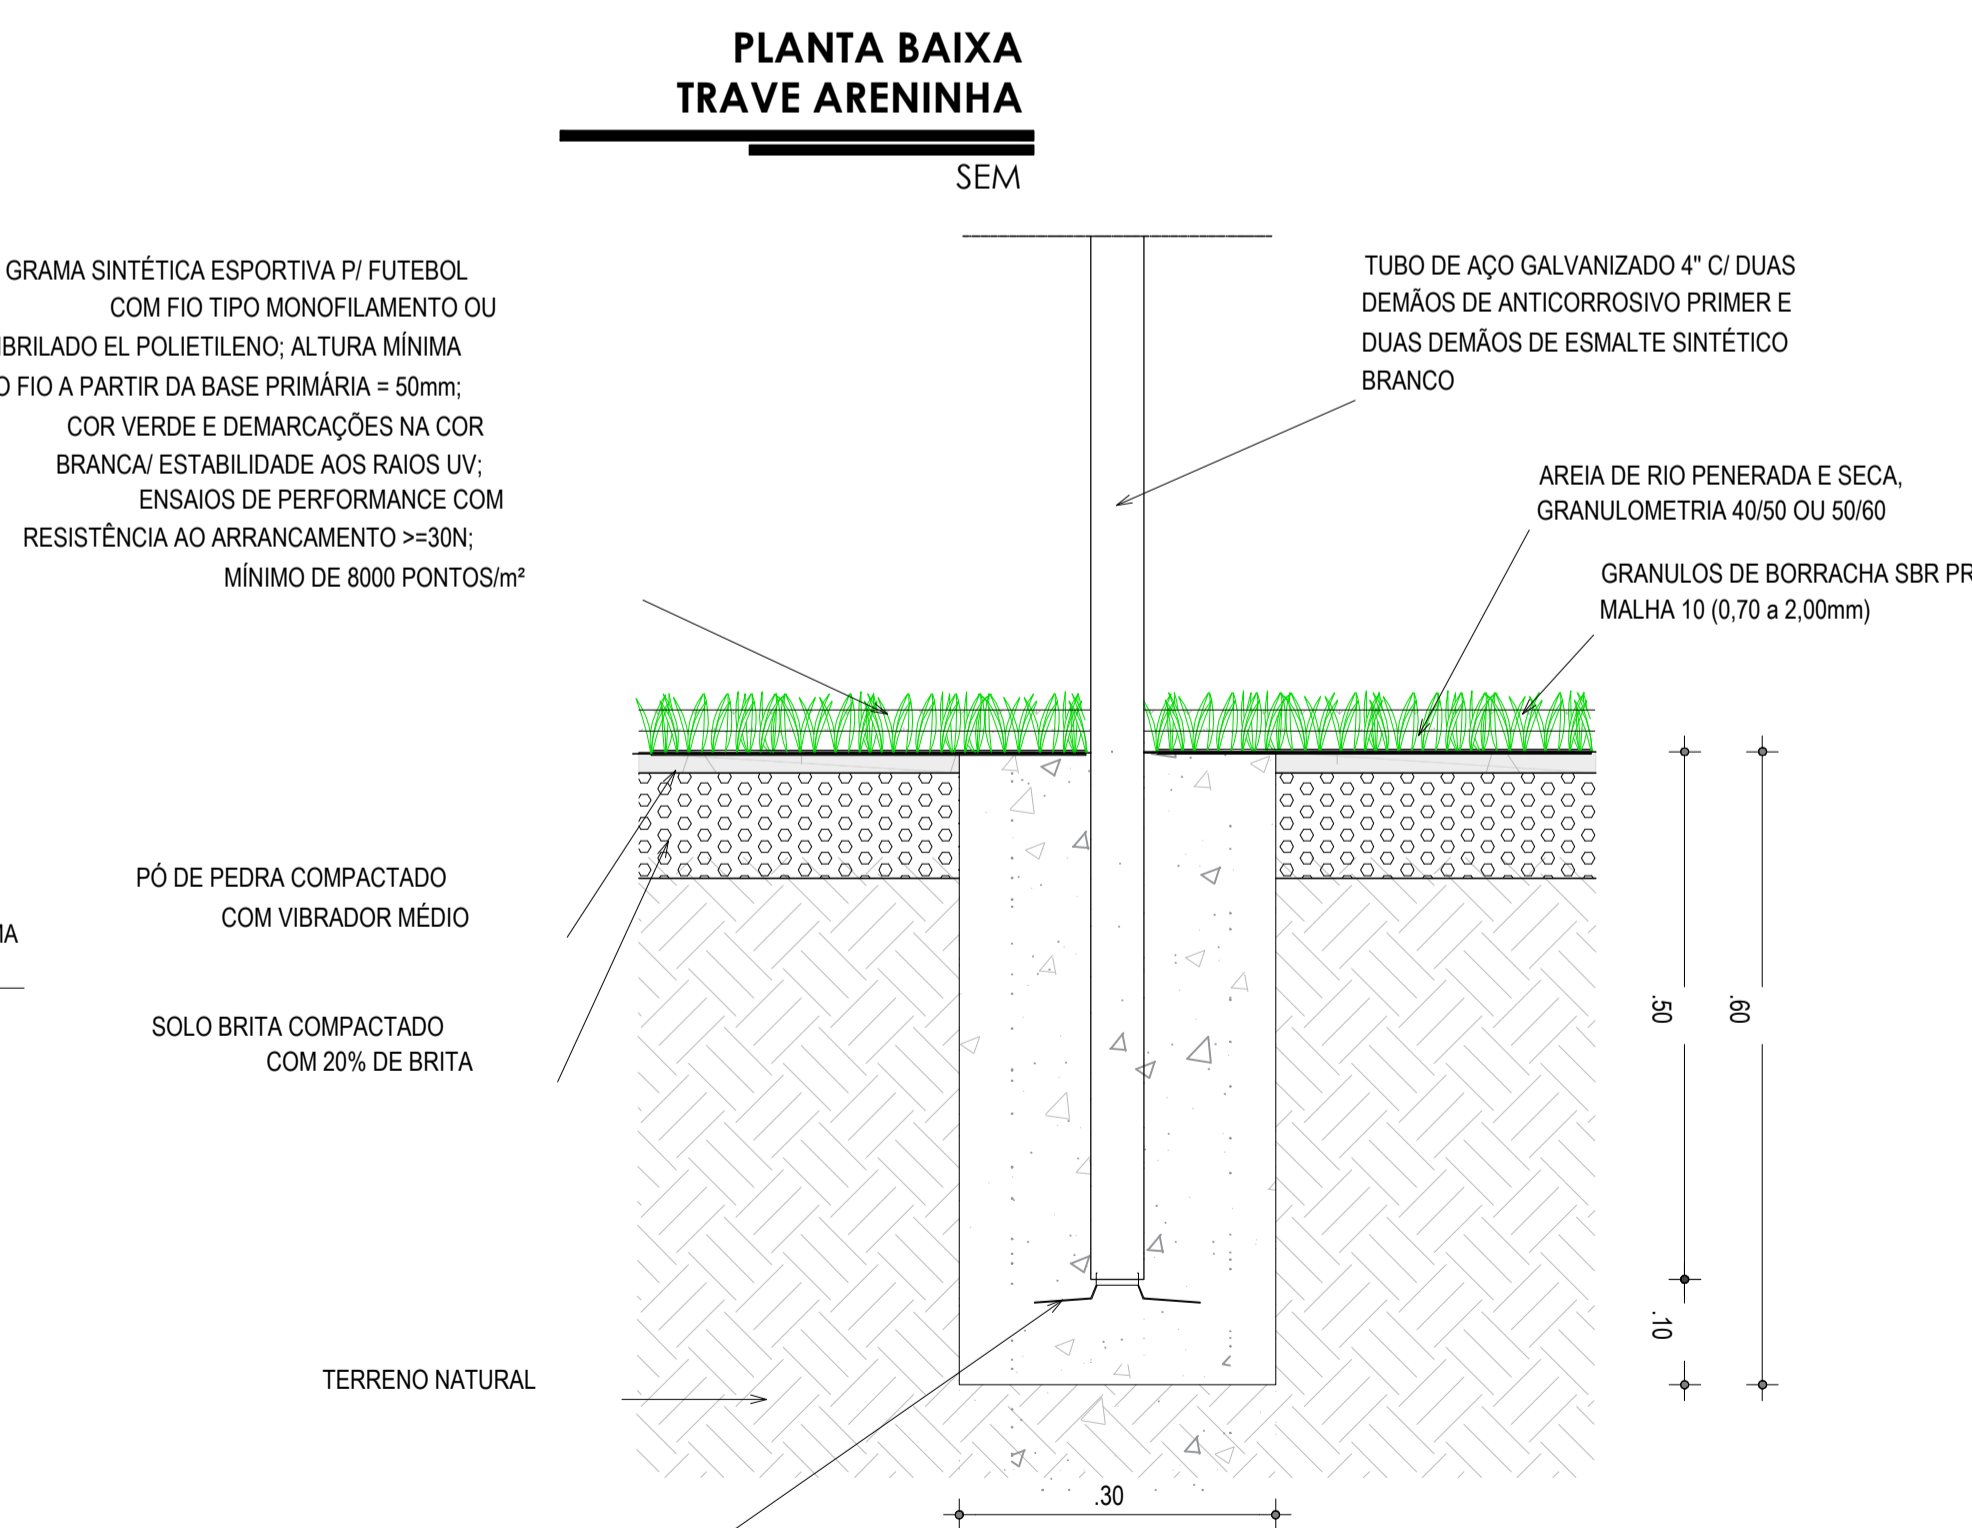 PLANTA BAIXA
TRAVE ARENINHA
SEM
GRAMA SINTÉTICA ESPORTIVA P/ FUTEBOL
COM FIO TIPO MONOFILAMENTO OU
IBRILADO EL POLIETILENO; ALTURA MÍNIMA
O FIO A PARTIR DA BASE PRIMÁRIA = 50mm;
COR VERDE E DEMARCAÇÕES NA COR
BRANCA/ ESTABILIDADE AOS RAIOS UV;
ENSAIOS DE PERFORMANCE COM
RESISTÊNCIA AO ARRANCAMENTO >=30N;
MÍNIMO DE 8000 PONTOS/m²
TUBO DE AÇO GALVANIZADO 4" C/ DUAS
DEMÃOS DE ANTICORROSIVO PRIMER E
DUAS DEMÃOS DE ESMALTE SINTÉTICO
BRANCO
AREIA DE RIO PENERADA E SECA,
GRANULOMETRIA 40/50 OU 50/60
GRANULOS DE BORRACHA SBR PR
MALHA 10 (0,70 a 2,00mm)
PÓ DE PEDRA COMPACTADO
COM VIBRADOR MÉDIO
MA
SOLO BRITA COMPACTADO
COM 20% DE BRITA
.50
.60
.10
TERRENO NATURAL
.30